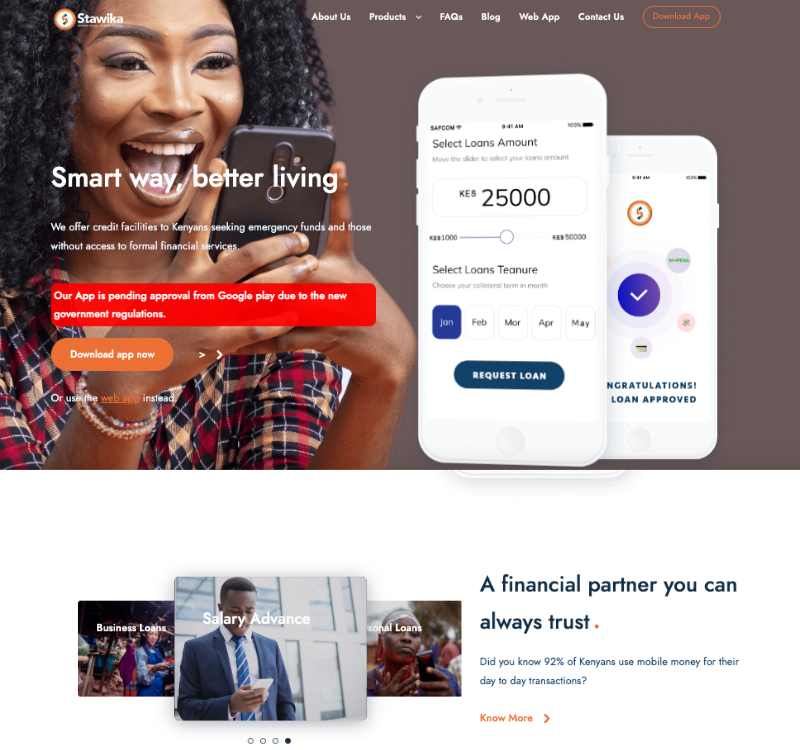 Stawika
About Us
Products
FAQs
Blog
Web App
Contact Us
Download App
Smart way, better living
We offer credit facilities to Kenyans seeking emergency funds and those
without access to formal financial services.
Our App is pending approval from Google play due to the new
government regulations.
Download app now
>
Or use the web app instead.
SAFCOM
9:41 AM
100%
Select Loans Amount
Move the slider to select your loans amount
KES 25000
KES1000
KES50000
Select Loans Teanure
Choose your collateral term in month
Jan
Feb
Mar
Apr
May
REQUEST LOAN
9:41 AM
100%
M-PESA
NGRATULATIONS!
LOAN APPROVED
Business Loans
Salary Advance
sonal Loans
A financial partner you can
always trust .
Did you know 92% of Kenyans use mobile money for their
day to day transactions?
Know More